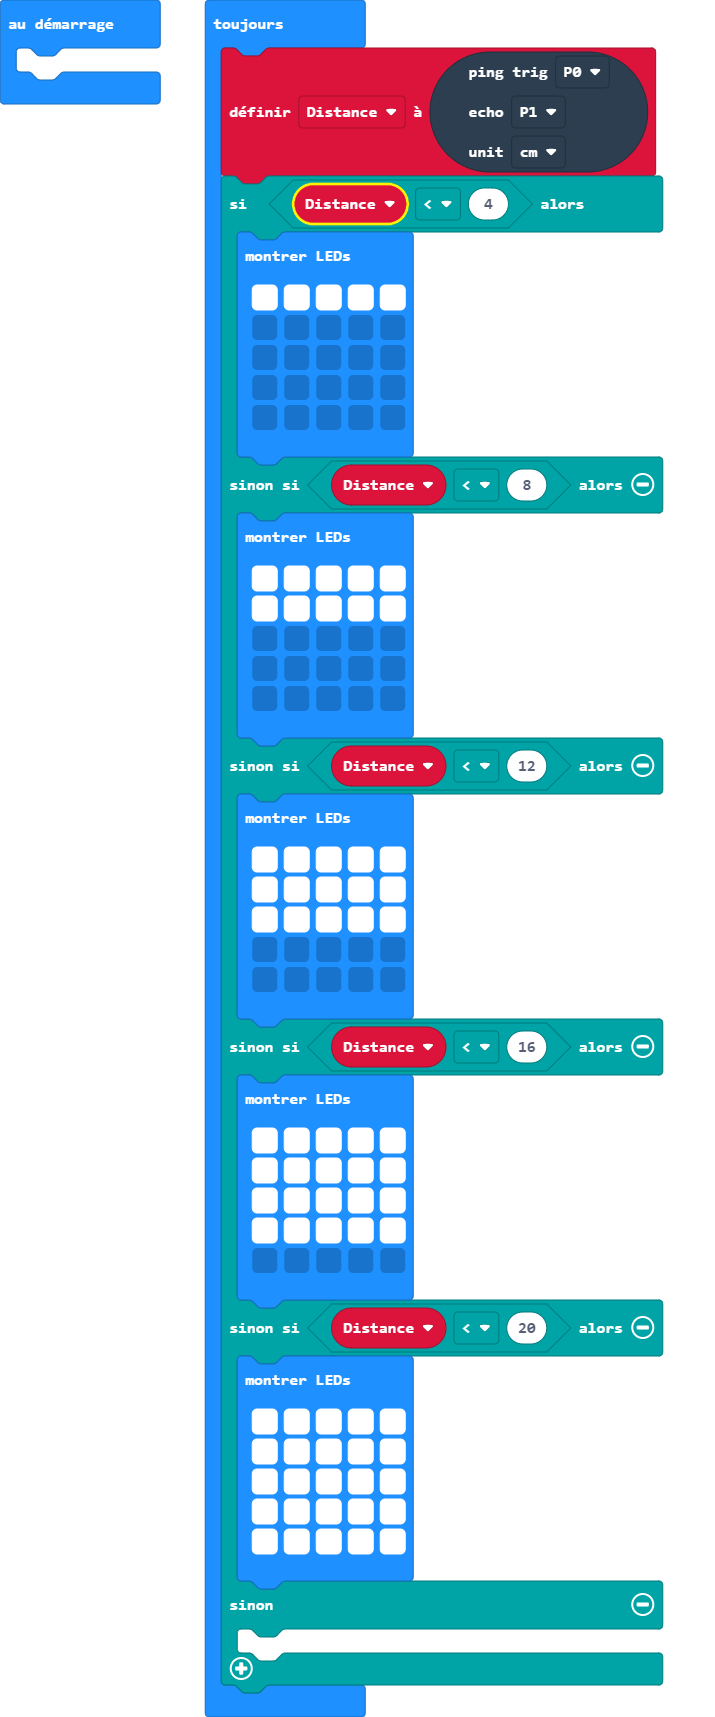 au démarrage
toujours
définir Distance à ping trig P0
echo P1
unit cm
si Distance < 4 alors
montrer LEDs
sinon si Distance < 8 alors
montrer LEDs
sinon si Distance < 12 alors
montrer LEDs
sinon si Distance < 16 alors
montrer LEDs
sinon si Distance < 20 alors
montrer LEDs
sinon